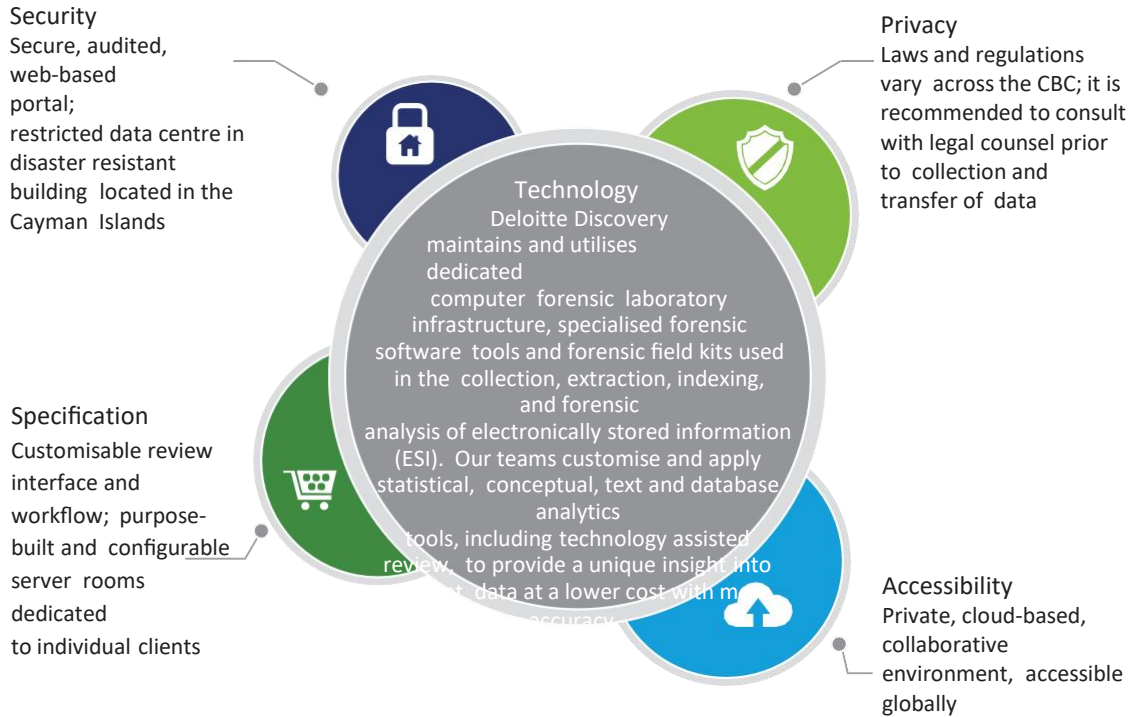 Security
Secure, audited,
web-based
portal;
restricted data centre in
disaster resistant
building located in the
Cayman Islands
Privacy
Laws and regulations
vary across the CBC; it is
recommended to consult
with legal counsel prior
to collection and
transfer of data
Technology
Deloitte Discovery
maintains and utilises
dedicated
computer forensic laboratory
infrastructure, specialised forensic
software tools and forensic field kits used
in the collection, extraction, indexing,
and forensic
analysis of electronically stored information
(ESI). Our teams customise and apply
statistical, conceptual, text and database
analytics
tools, including technology assisted
review, to provide a unique insight into
data at a lower cost with
accuracy
Specification
Customisable review
interface and
workflow; purpose-
built and configurable
server rooms
dedicated
to individual clients
Accessibility
Private, cloud-based,
collaborative
environment, accessible
globally